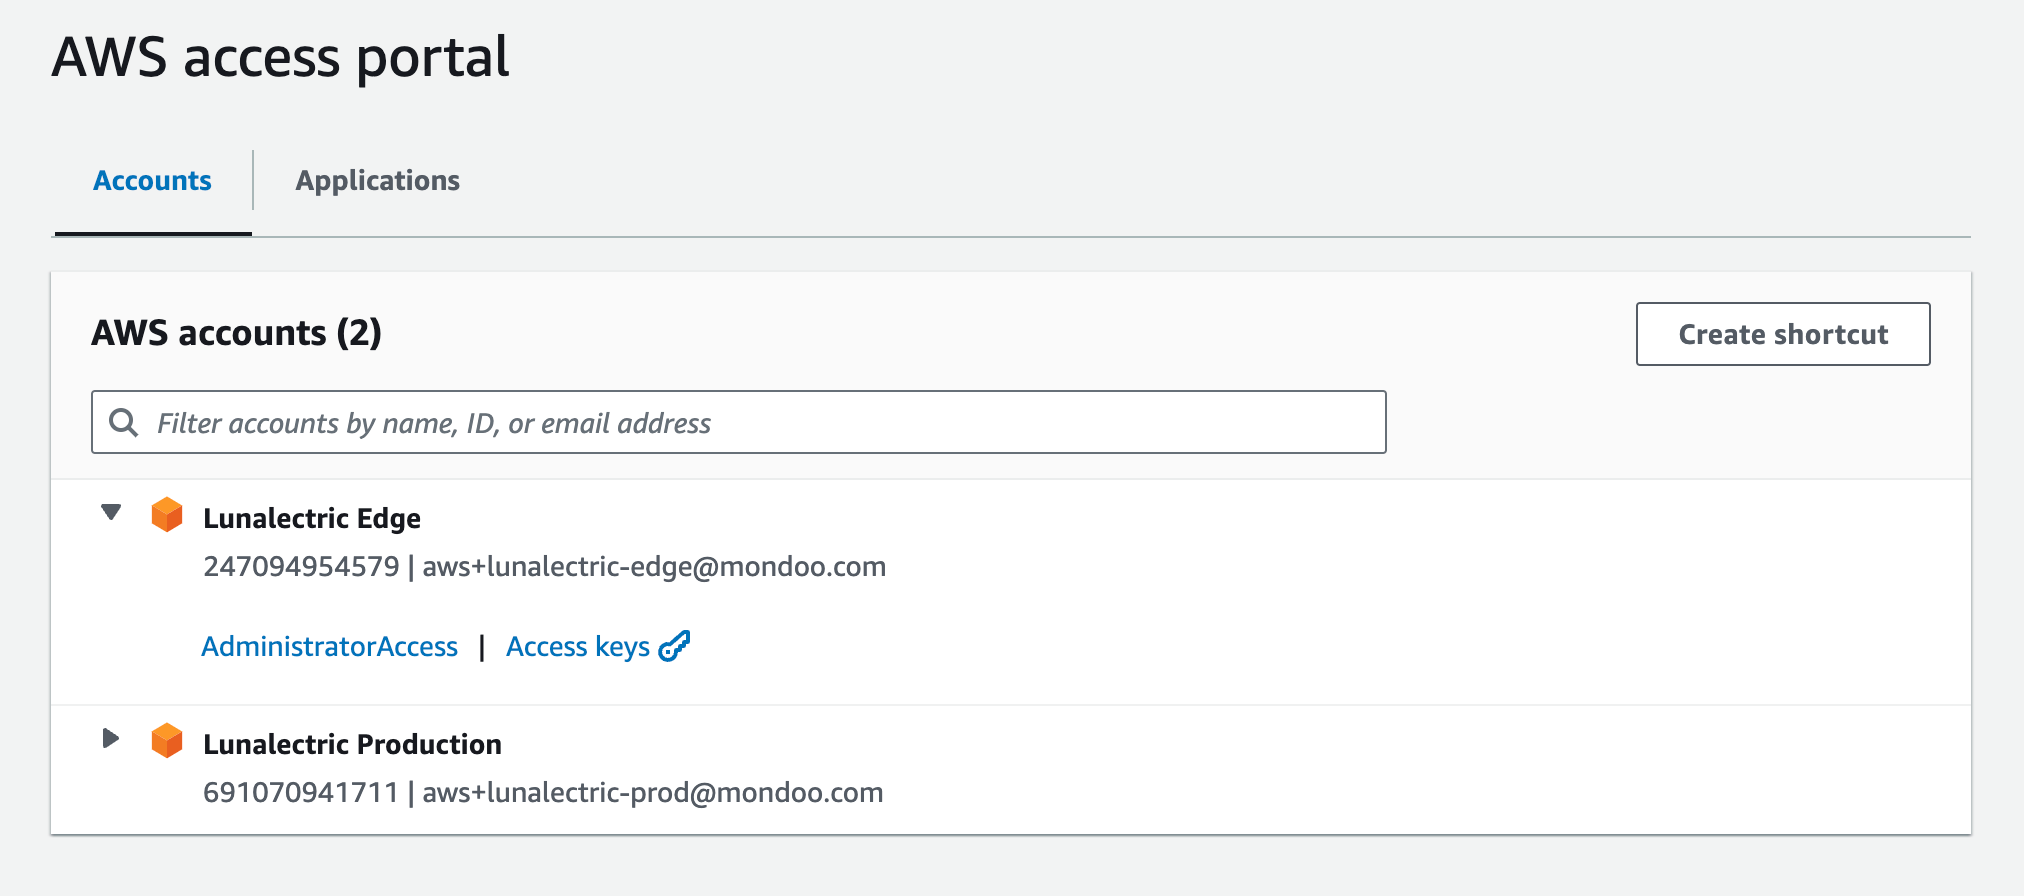 AWS access portal
Accounts
Applications
AWS accounts (2)
Create shortcut
Filter accounts by name, ID, or email address
Lunalectric Edge
247094954579 | aws+lunalectric-edge@mondoo.com
AdministratorAccess | Access keys
Lunalectric Production
691070941711 | aws+lunalectric-prod@mondoo.com